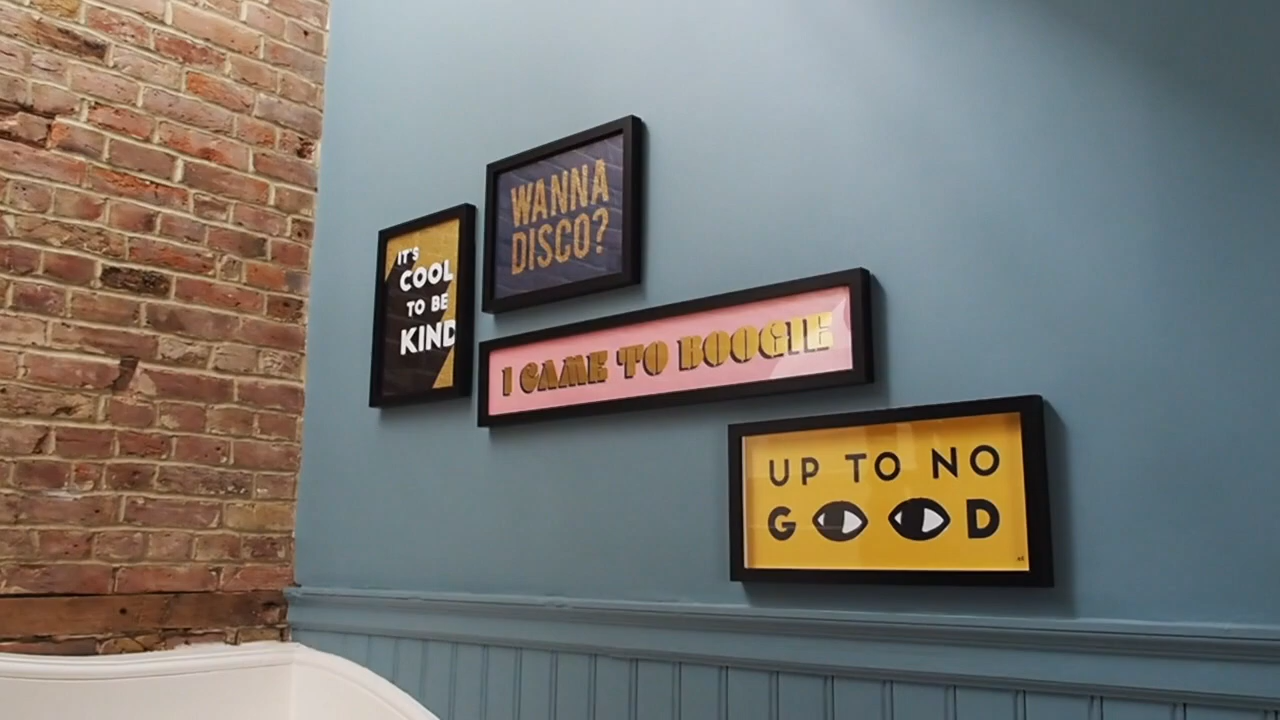 IT'S
COOL
TO BE
KIND
WANNA
DISCO?
I CAME TO BOOGIE
UP TO NO
GOOD